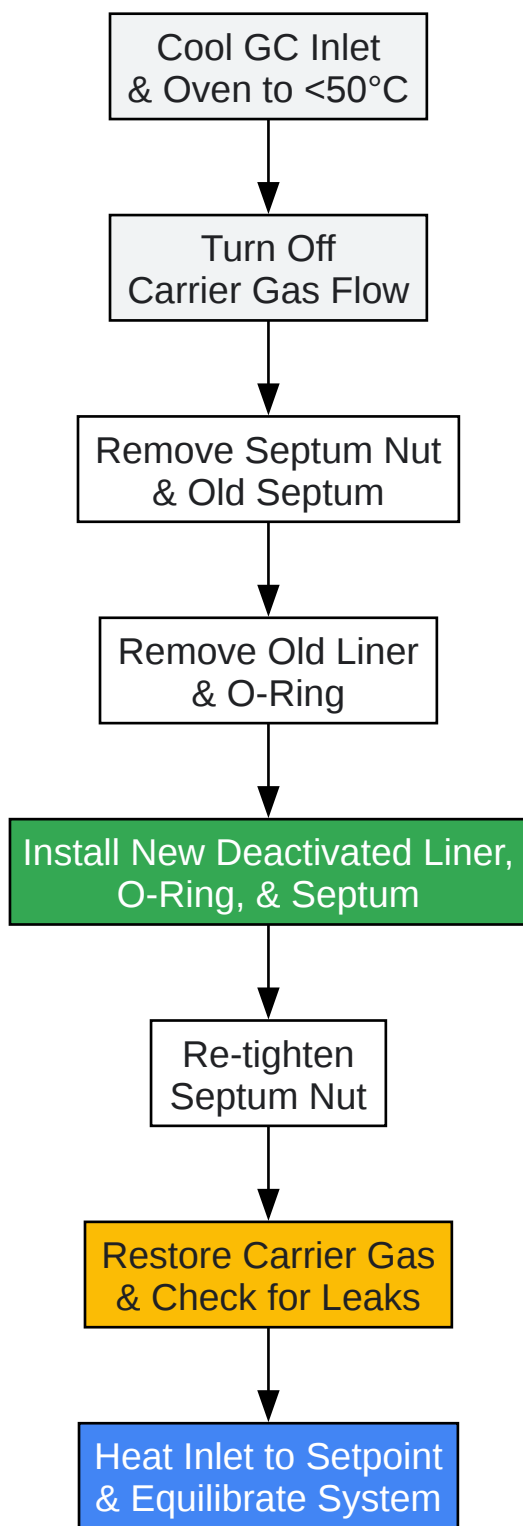 Cool GC Inlet
& Oven to <50°C
Turn Off
Carrier Gas Flow
Remove Septum Nut
& Old Septum
Remove Old Liner
& O-Ring
Install New Deactivated Liner,
O-Ring, & Septum
Re-tighten
Septum Nut
Restore Carrier Gas
& Check for Leaks
Heat Inlet to Setpoint
& Equilibrate System